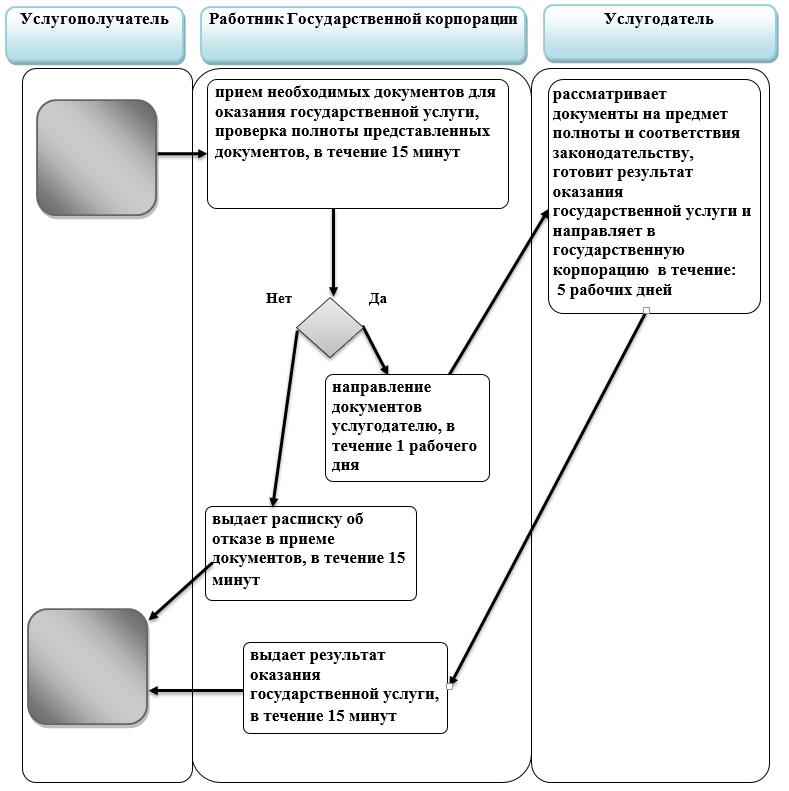 Услугополучатель
Работник Государственной корпорации
Услугодатель
прием необходимых документов для
оказания государственной услуги,
проверка полноты представленных
документов, в течение 15 минут
рассматривает
документы на предмет
полноты и соответствия
законодательству,
готовит результат
оказания
государственной услуги и
направляет в
государственную
корпорацию в течение:
5 рабочих дней
Нет
Да
направление
документов
услугодателю, в
течение 1 рабочего
дня
выдает расписку об
отказе в приеме
документов, в течение 15
минут
выдает результат
оказания
государственной услуги,
в течение 15 минут